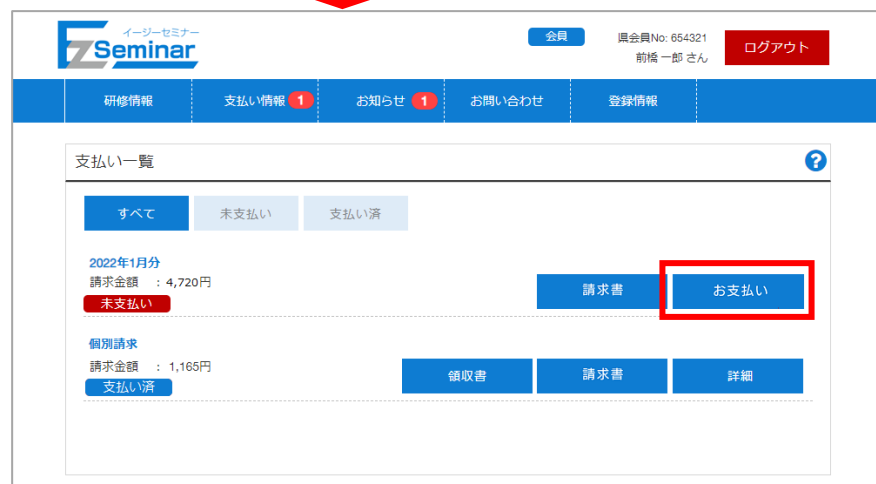 イージーセミナー
EzSeminar
会員
県会員No: 654321
前橋 一郎 さん
ログアウト
研修情報
支払い情報 1
お知らせ 1
お問い合わせ
登録情報
支払い一覧
?
すべて
未支払い
支払い済
2022年1月分
請求金額 : 4,720円
未支払い
請求書
お支払い
個別請求
請求金額 : 1,165円
支払い済
領収書
請求書
詳細